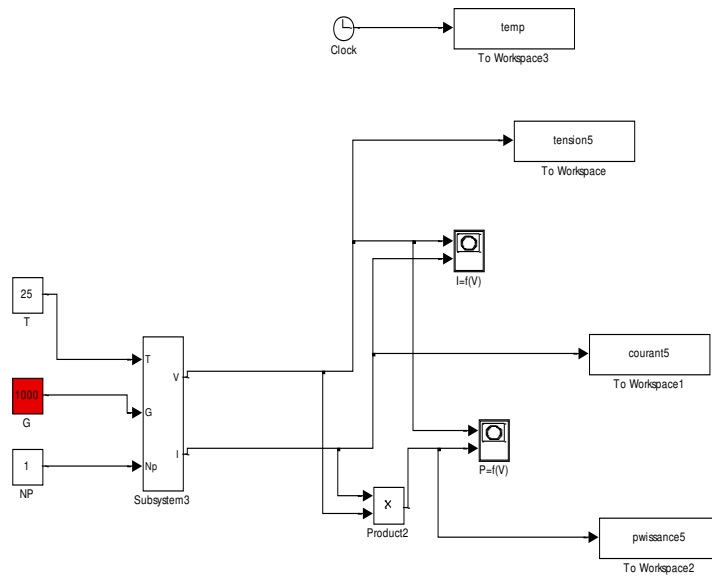 temp
Clock
To Workspace3
tension5
To Workspace
I=f(V)
25
T
T
V
courant5
To Workspace1
1000
G
G
1
NP
Np
I
Subsystem3
P=f(V)
x
Product2
pwissance5
To Workspace2